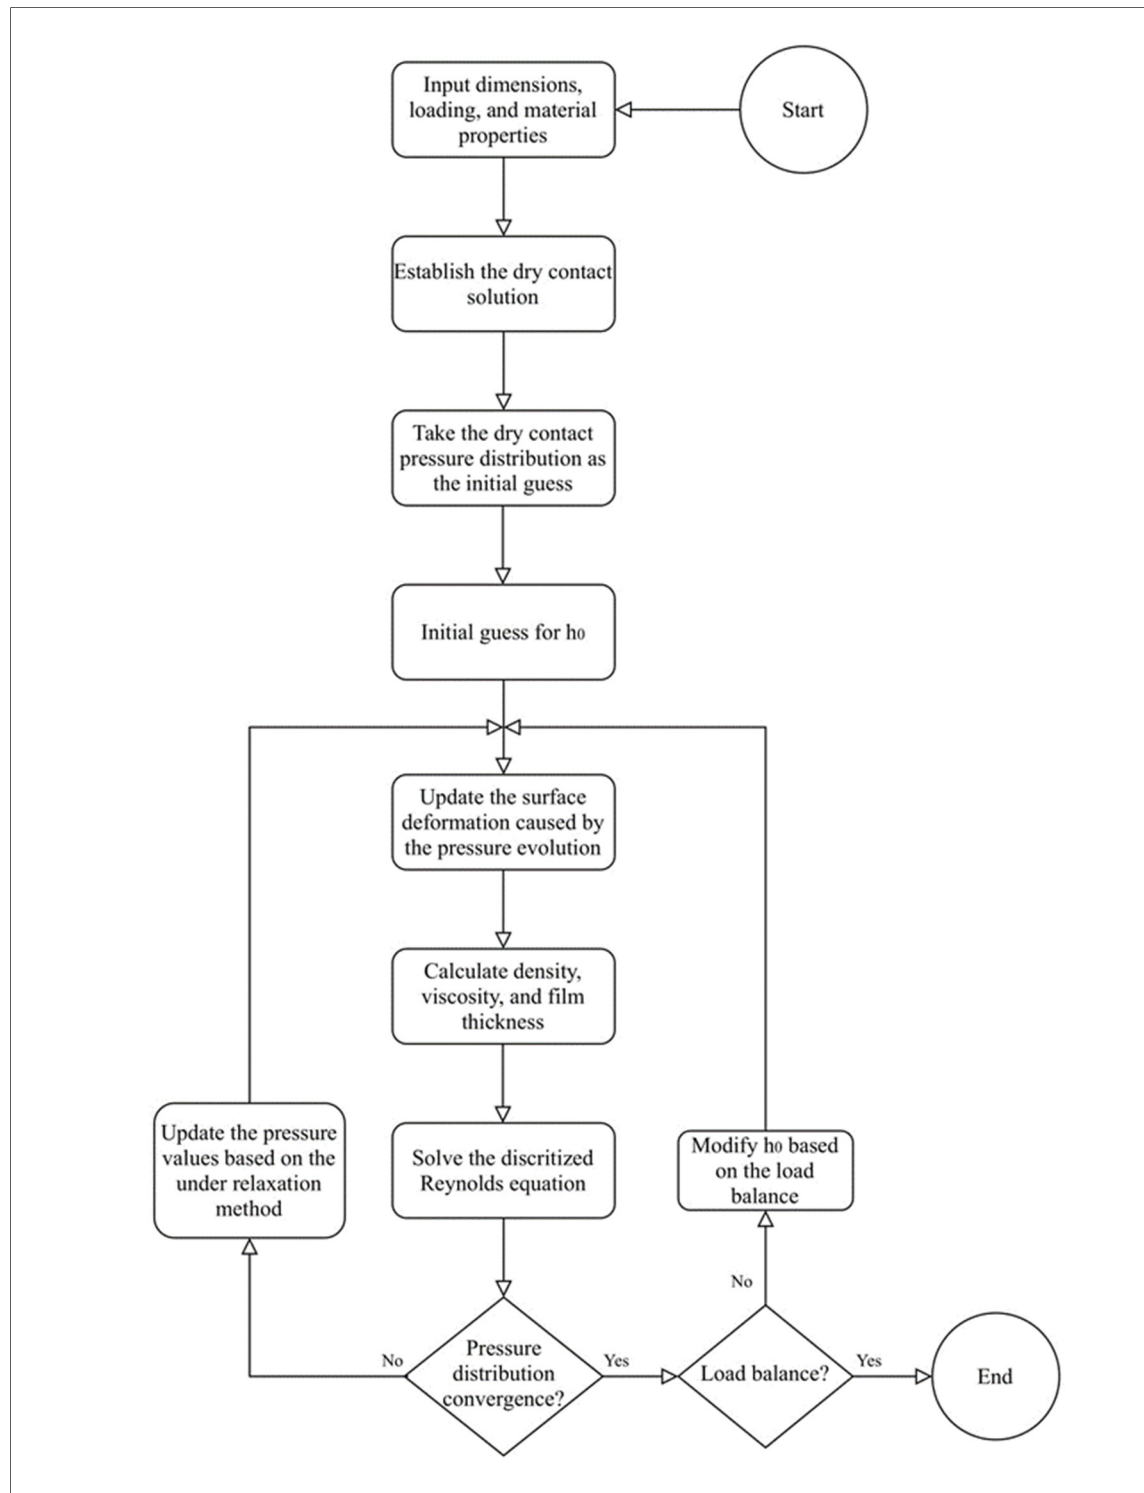 Input dimensions,
loading, and material
properties
Start
Establish the dry contact
solution
Take the dry contact
pressure distribution as
the initial guess
Initial guess for h0
Update the surface
deformation caused by
the pressure evolution
Calculate density,
viscosity, and film
thickness
Update the pressure
values based on the
under relaxation
method
Solve the discritized
Reynolds equation
Modify h0 based
on the load
balance
No
Pressure
distribution
convergence?
Yes
No
Load balance?
Yes
End